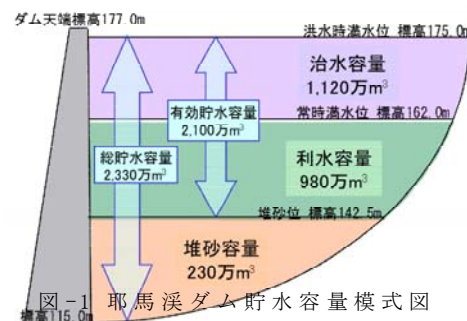 ダム天端標高177.0m
洪水時満水位 標高175.0m
治水容量
1,120万m³
有効貯水容量
2,100万m³
常時満水位 標高162.0m
総貯水容量
2,330万m³
利水容量
980万m³
堆砂位 標高142.5m
堆砂容量
230万m³
標高115.0m
図-1 耶馬渓ダム貯水容量模式図